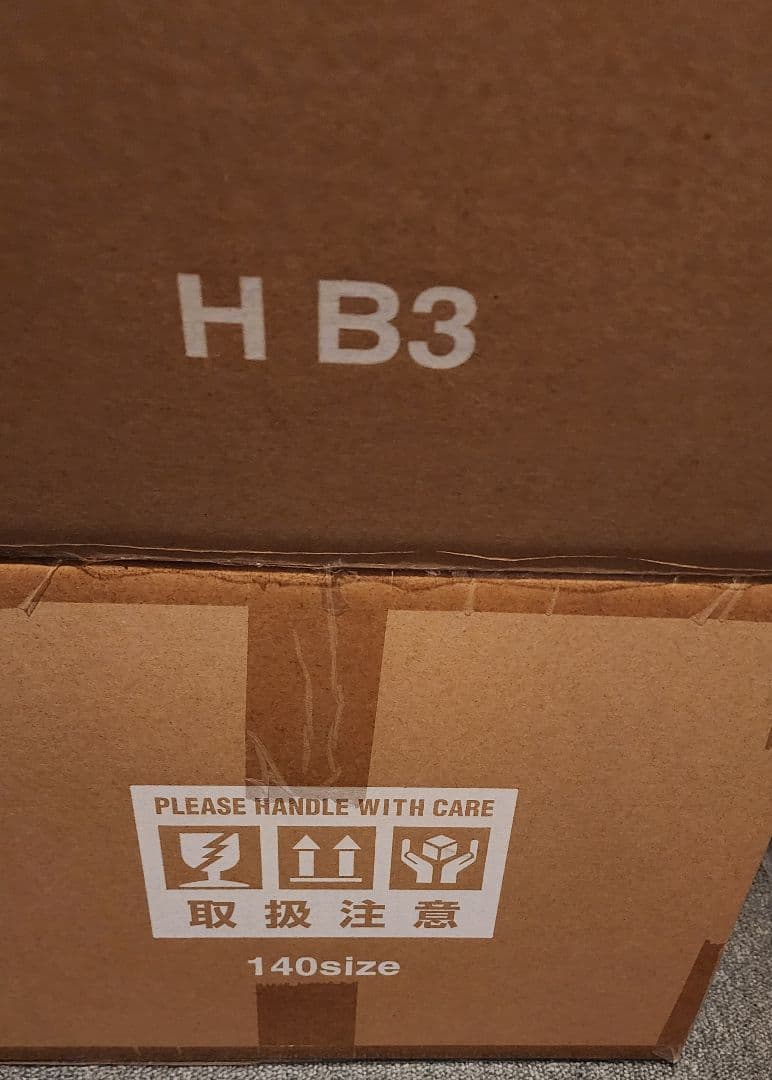 H B3
PLEASE HANDLE WITH CARE
取扱注意
140size